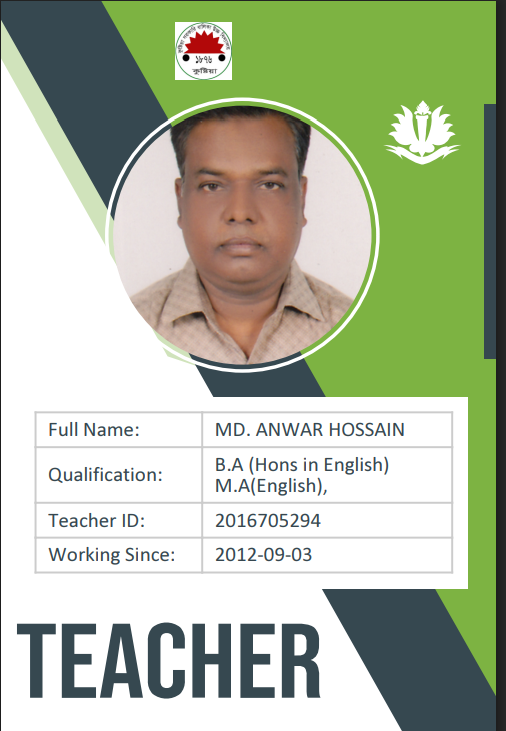 ১৮৭৬
কুষ্টিয়া
Full Name: MD. ANWAR HOSSAIN
Qualification: B.A (Hons in English)
M.A(English),
Teacher ID: 2016705294
Working Since: 2012-09-03
TEACHER